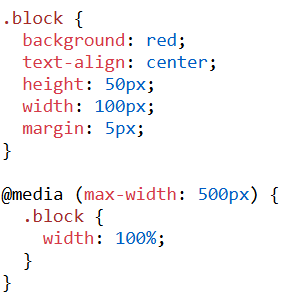 .block {
  background: red;
  text-align: center;
  height: 50px;
  width: 100px;
  margin: 5px;
}

@media (max-width: 500px) {
  .block {
    width: 100%;
  }
}